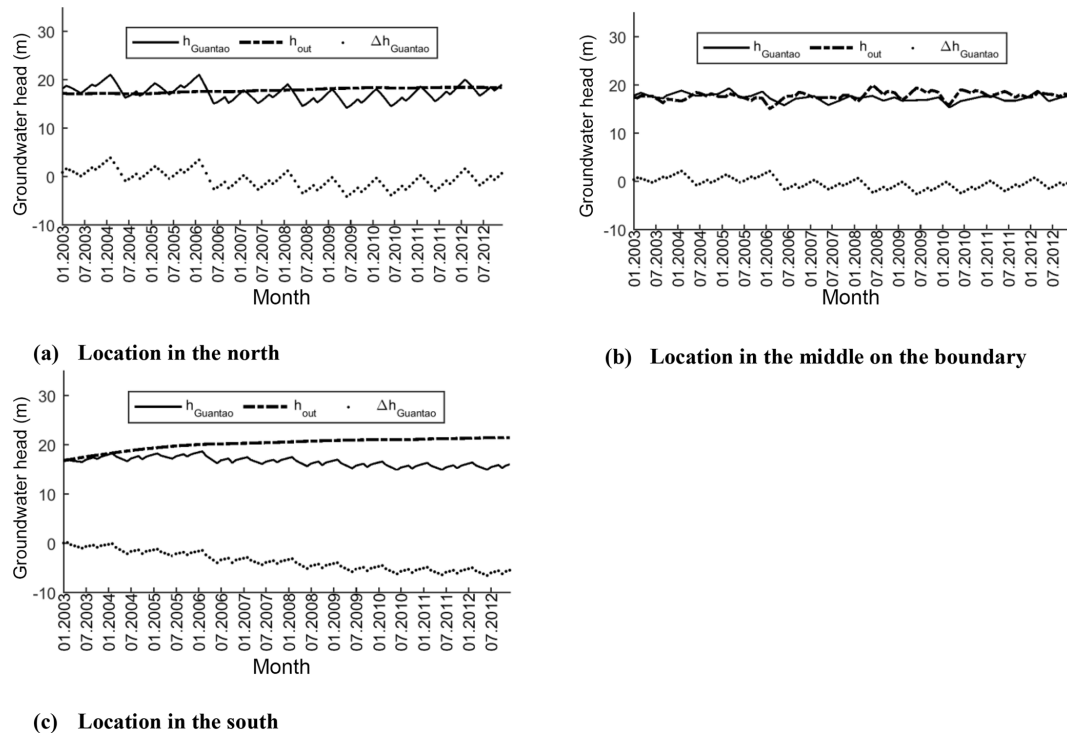 Groundwater head (m)
30
20
10
0
-10
h_Guantao h_out Δh_Guantao
01.2003 07.2003 01.2004 07.2004 01.2005 07.2005 01.2006 07.2006 01.2007 07.2007 01.2008 07.2008 01.2009 07.2009 01.2010 07.2010 01.2011 07.2011 01.2012 07.2012
Month
(a) Location in the north
Groundwater head (m)
30
20
10
0
-10
h_Guantao h_out Δh_Guantao
01.2003 07.2003 01.2004 07.2004 01.2005 07.2005 01.2006 07.2006 01.2007 07.2007 01.2008 07.2008 01.2009 07.2009 01.2010 07.2010 01.2011 07.2011 01.2012 07.2012
Month
(b) Location in the middle on the boundary
Groundwater head (m)
30
20
10
0
-10
h_Guantao h_out Δh_Guantao
01.2003 07.2003 01.2004 07.2004 01.2005 07.2005 01.2006 07.2006 01.2007 07.2007 01.2008 07.2008 01.2009 07.2009 01.2010 07.2010 01.2011 07.2011 01.2012 07.2012
Month
(c) Location in the south